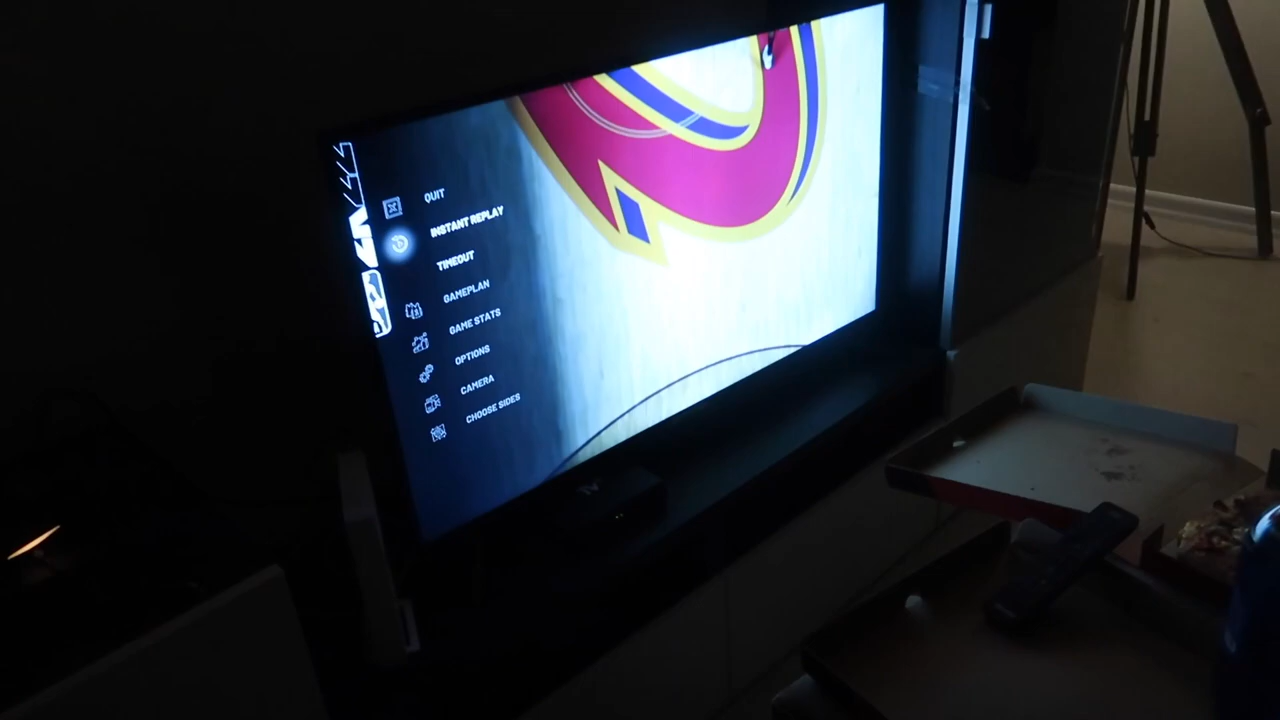 QUIT
INSTANT REPLAY
TIMEOUT
GAMEPLAN
GAME STATS
OPTIONS
CAMERA
CHOOSE SIDES